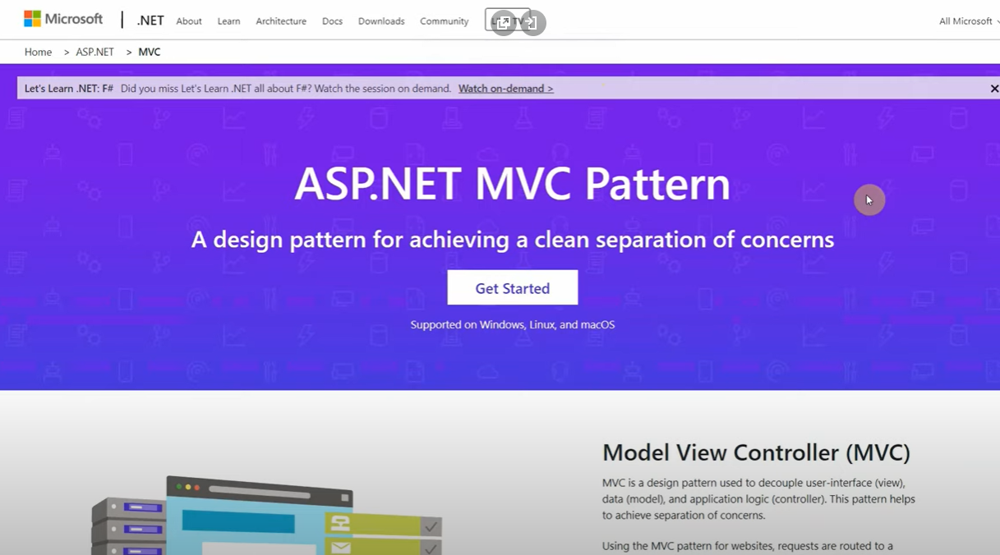 Microsoft .NET About Learn Architecture Docs Downloads Community TV All Microsoft
Home > ASP.NET > MVC
Let's Learn .NET: F# Did you miss Let's Learn .NET all about F#? Watch the session on demand. Watch on-demand >
ASP.NET MVC Pattern
A design pattern for achieving a clean separation of concerns
Get Started
Supported on Windows, Linux, and macOS
Model View Controller (MVC)
MVC is a design pattern used to decouple user-interface (view),
data (model), and application logic (controller). This pattern helps
to achieve separation of concerns.
Using the MVC pattern for websites, requests are routed to a